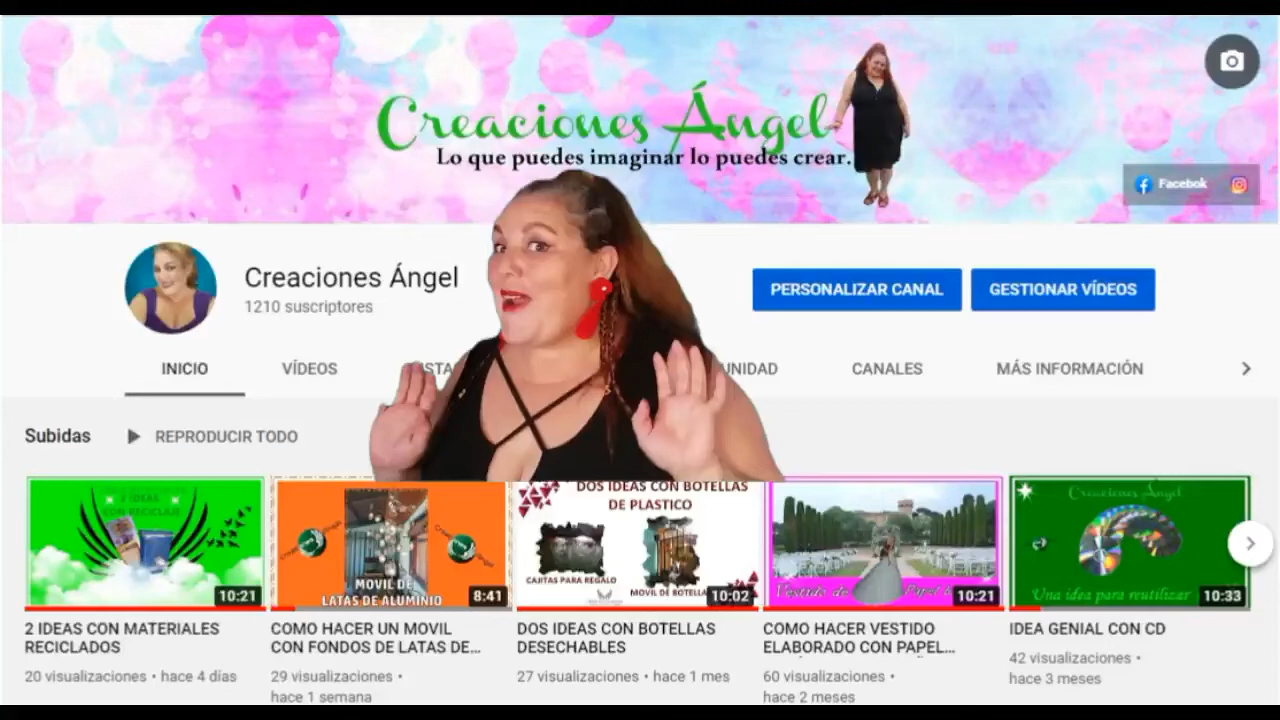 Creaciones Ángel
Lo que puedes imaginar lo puedes crear.
Facebok
Creaciones Ángel
1210 suscriptores
PERSONALIZAR CANAL
GESTIONAR VÍDEOS
INICIO
VÍDEOS
CANALES
MÁS INFORMACIÓN
Subidas
REPRODUCIR TODO
2 IDEAS
CON RECICLAJE
10:21
MOVIL DE
LATAS DE ALUMINIO
8:41
DOS IDEAS CON BOTELLAS
DE PLASTICO
CAJITAS PARA REGALO
MOVIL DE BOTELLA
10:02
Vestido de Papel
10:21
Creaciones Ángel
Una idea para reutilizar
10:33
2 IDEAS CON MATERIALES
RECICLADOS
20 visualizaciones • hace 4 días
COMO HACER UN MOVIL
CON FONDOS DE LATAS DE...
29 visualizaciones •
hace 1 semana
DOS IDEAS CON BOTELLAS
DESECHABLES
27 visualizaciones • hace 1 mes
COMO HACER VESTIDO
ELABORADO CON PAPEL...
60 visualizaciones •
hace 2 meses
IDEA GENIAL CON CD
42 visualizaciones •
hace 3 meses